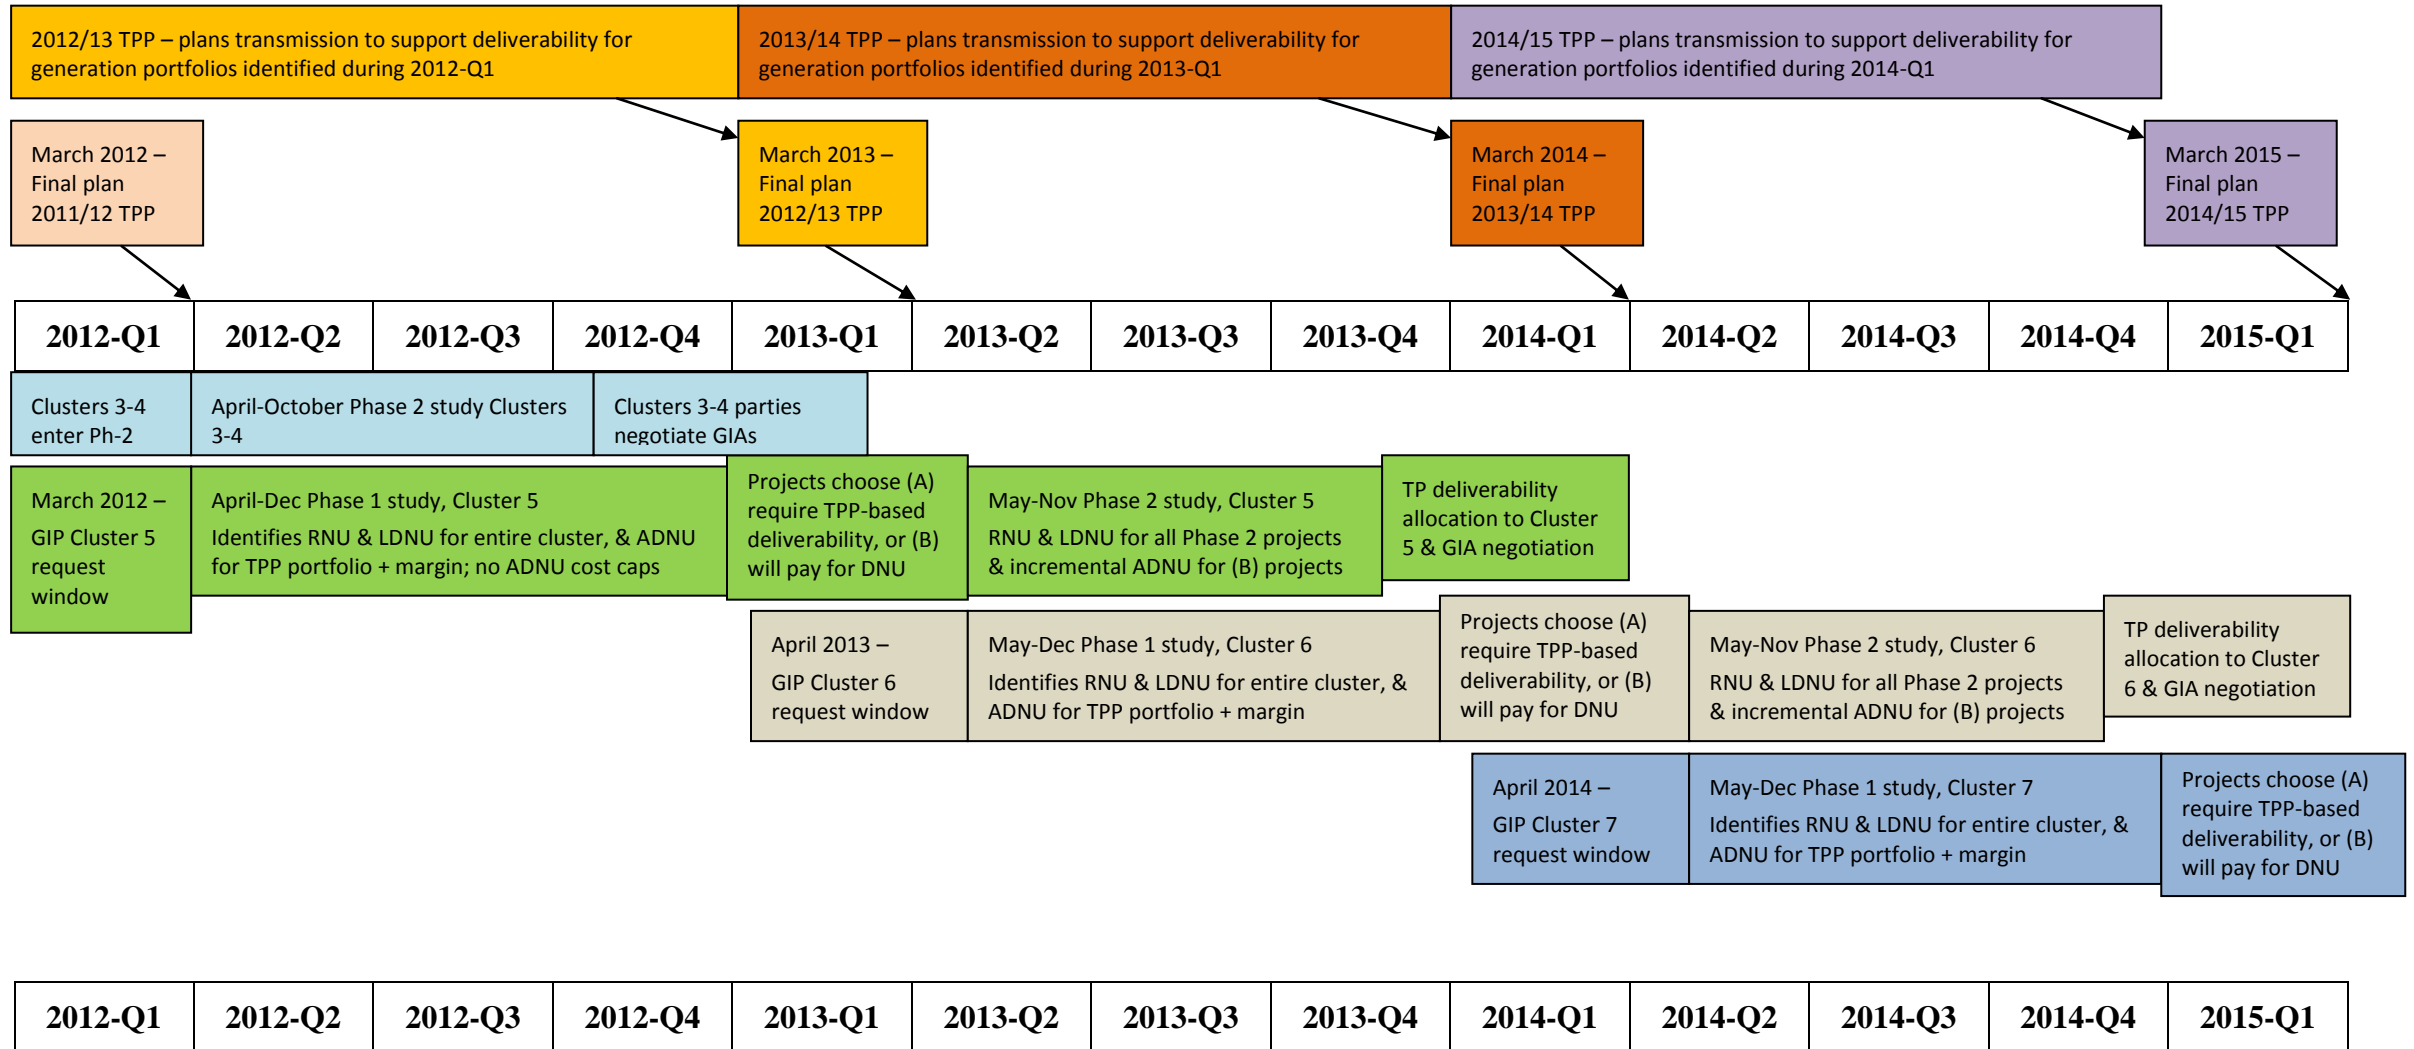 2012/13 TPP – plans transmission to support deliverability for
generation portfolios identified during 2012-Q1
2013/14 TPP – plans transmission to support deliverability for
generation portfolios identified during 2013-Q1
2014/15 TPP – plans transmission to support deliverability for
generation portfolios identified during 2014-Q1
March 2012 –
Final plan
2011/12 TPP
March 2013 –
Final plan
2012/13 TPP
March 2014 –
Final plan
2013/14 TPP
March 2015 –
Final plan
2014/15 TPP
2012-Q1 2012-Q2 2012-Q3 2012-Q4 2013-Q1 2013-Q2 2013-Q3 2013-Q4 2014-Q1 2014-Q2 2014-Q3 2014-Q4 2015-Q1
Clusters 3-4
enter Ph-2
April-October Phase 2 study Clusters
3-4
Clusters 3-4 parties
negotiate GIAs
March 2012 –
GIP Cluster 5
request
window
April-Dec Phase 1 study, Cluster 5
Identifies RNU & LDNU for entire cluster, & ADNU
for TPP portfolio + margin; no ADNU cost caps
Projects choose (A)
require TPP-based
deliverability, or (B)
will pay for DNU
May-Nov Phase 2 study, Cluster 5
RNU & LDNU for all Phase 2 projects
& incremental ADNU for (B) projects
TP deliverability
allocation to Cluster
5 & GIA negotiation
April 2013 –
GIP Cluster 6
request window
May-Dec Phase 1 study, Cluster 6
Identifies RNU & LDNU for entire cluster, &
ADNU for TPP portfolio + margin
Projects choose (A)
require TPP-based
deliverability, or (B)
will pay for DNU
May-Nov Phase 2 study, Cluster 6
RNU & LDNU for all Phase 2 projects
& incremental ADNU for (B) projects
TP deliverability
allocation to Cluster
6 & GIA negotiation
April 2014 –
GIP Cluster 7
request window
May-Dec Phase 1 study, Cluster 7
Identifies RNU & LDNU for entire cluster, &
ADNU for TPP portfolio + margin
Projects choose (A)
require TPP-based
deliverability, or (B)
will pay for DNU
2012-Q1 2012-Q2 2012-Q3 2012-Q4 2013-Q1 2013-Q2 2013-Q3 2013-Q4 2014-Q1 2014-Q2 2014-Q3 2014-Q4 2015-Q1